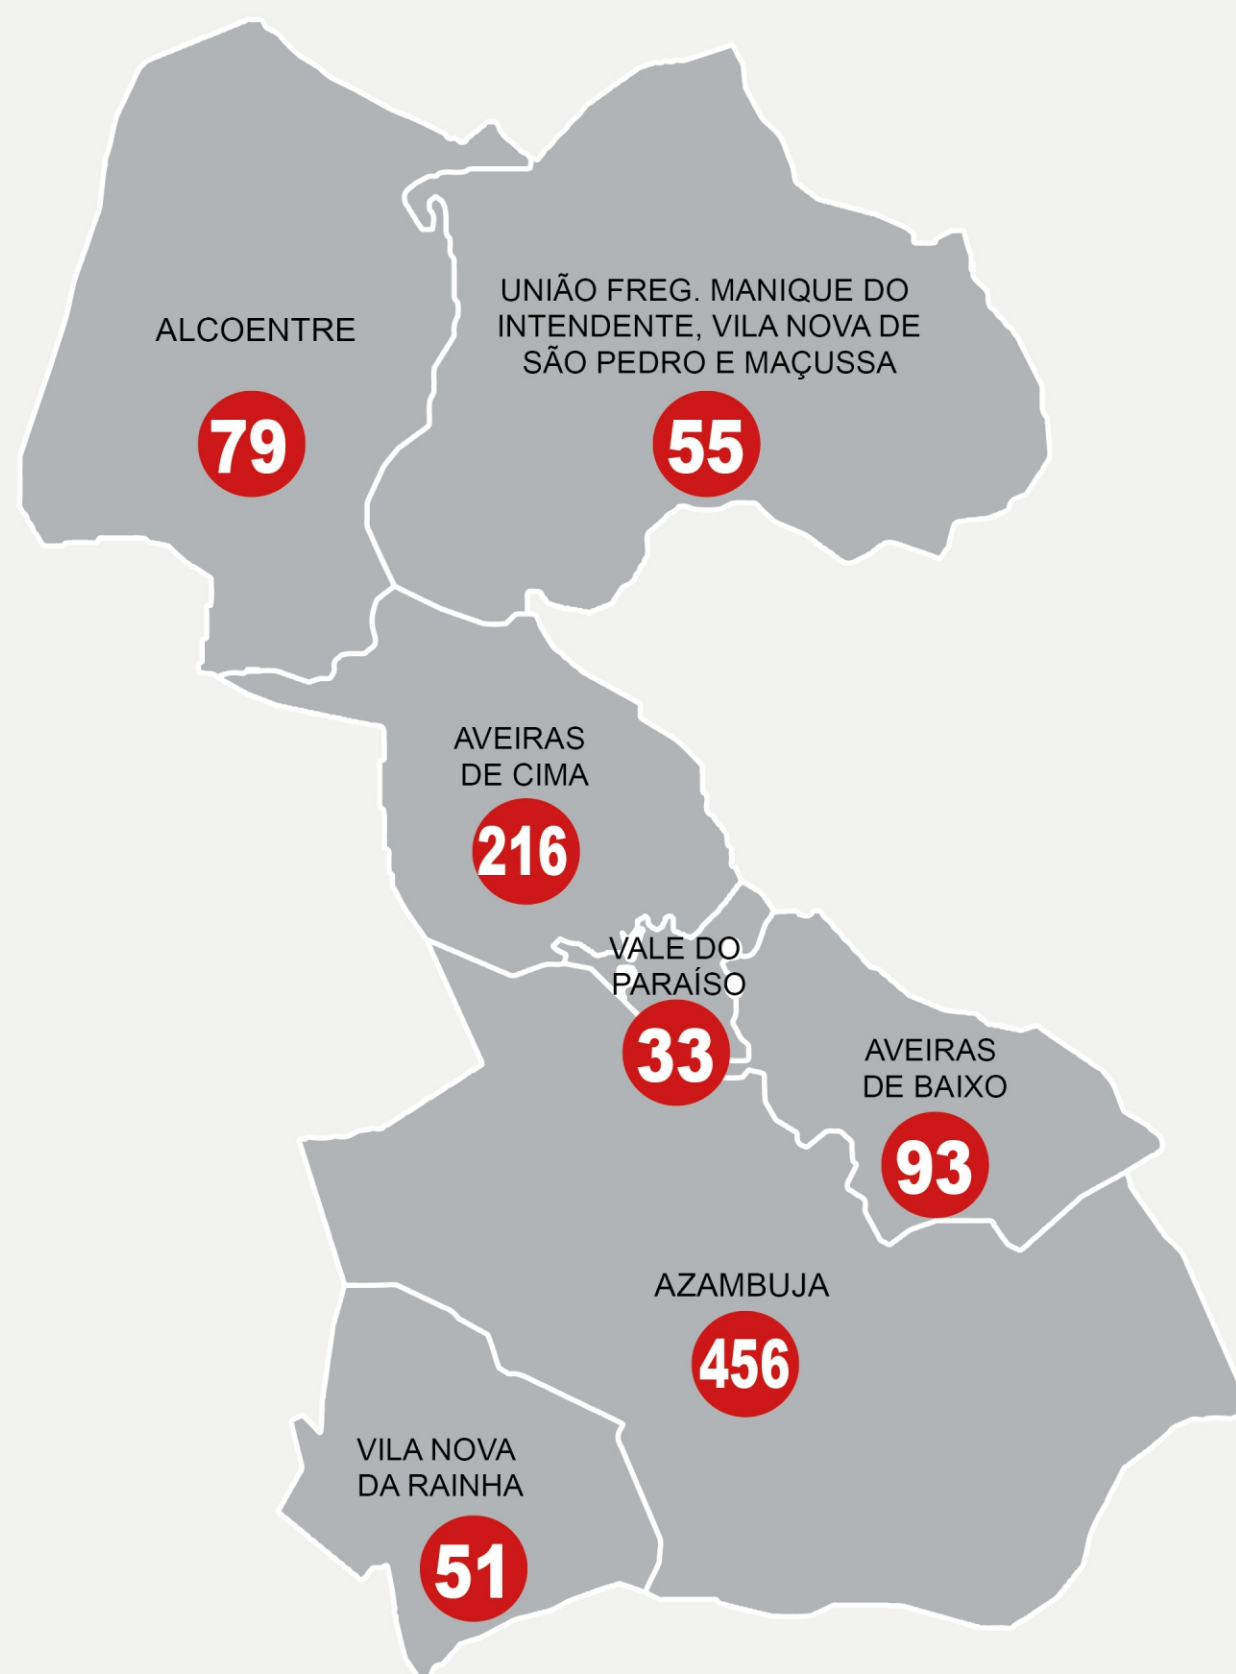 UNIÃO FREG. MANIQUE DO
INTENDENTE, VILA NOVA DE
SÃO PEDRO E MAÇUSSA
55
ALCOENTRE
79
AVEIRAS
DE CIMA
216
VALE DO
PARAÍSO
33
AVEIRAS
DE BAIXO
93
AZAMBUJA
456
VILA NOVA
DA RAINHA
51